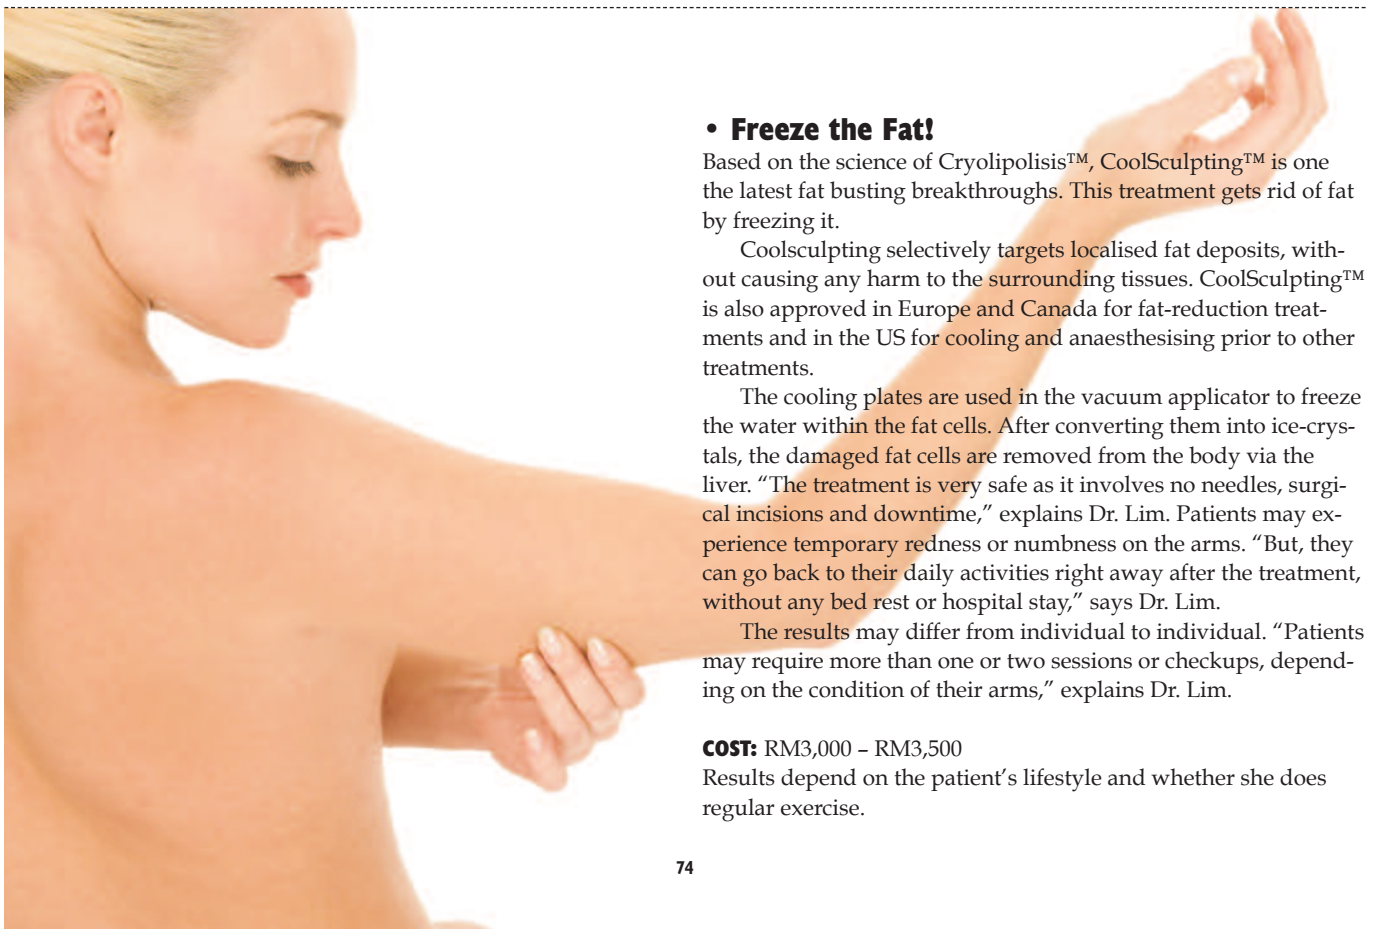 • Freeze the Fat!
Based on the science of Cryolipolisis™, CoolSculpting™ is one
the latest fat busting breakthroughs. This treatment gets rid of fat
by freezing it.
Coolsculpting selectively targets localised fat deposits, with-
out causing any harm to the surrounding tissues. CoolSculpting™
is also approved in Europe and Canada for fat-reduction treat-
ments and in the US for cooling and anaesthesising prior to other
treatments.
The cooling plates are used in the vacuum applicator to freeze
the water within the fat cells. After converting them into ice-crys-
tals, the damaged fat cells are removed from the body via the
liver. “The treatment is very safe as it involves no needles, surgi-
cal incisions and downtime,” explains Dr. Lim. Patients may ex-
perience temporary redness or numbness on the arms. “But, they
can go back to their daily activities right away after the treatment,
without any bed rest or hospital stay,” says Dr. Lim.
The results may differ from individual to individual. “Patients
may require more than one or two sessions or checkups, depend-
ing on the condition of their arms,” explains Dr. Lim.
COST: RM3,000 – RM3,500
Results depend on the patient’s lifestyle and whether she does
regular exercise.
74